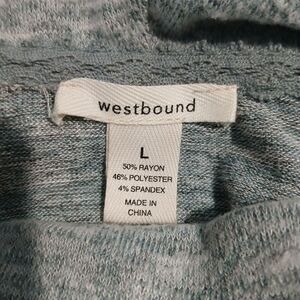 westbound
L
50% RAYON
46% POLYESTER
4% SPANDEX
MADE IN
CHINA